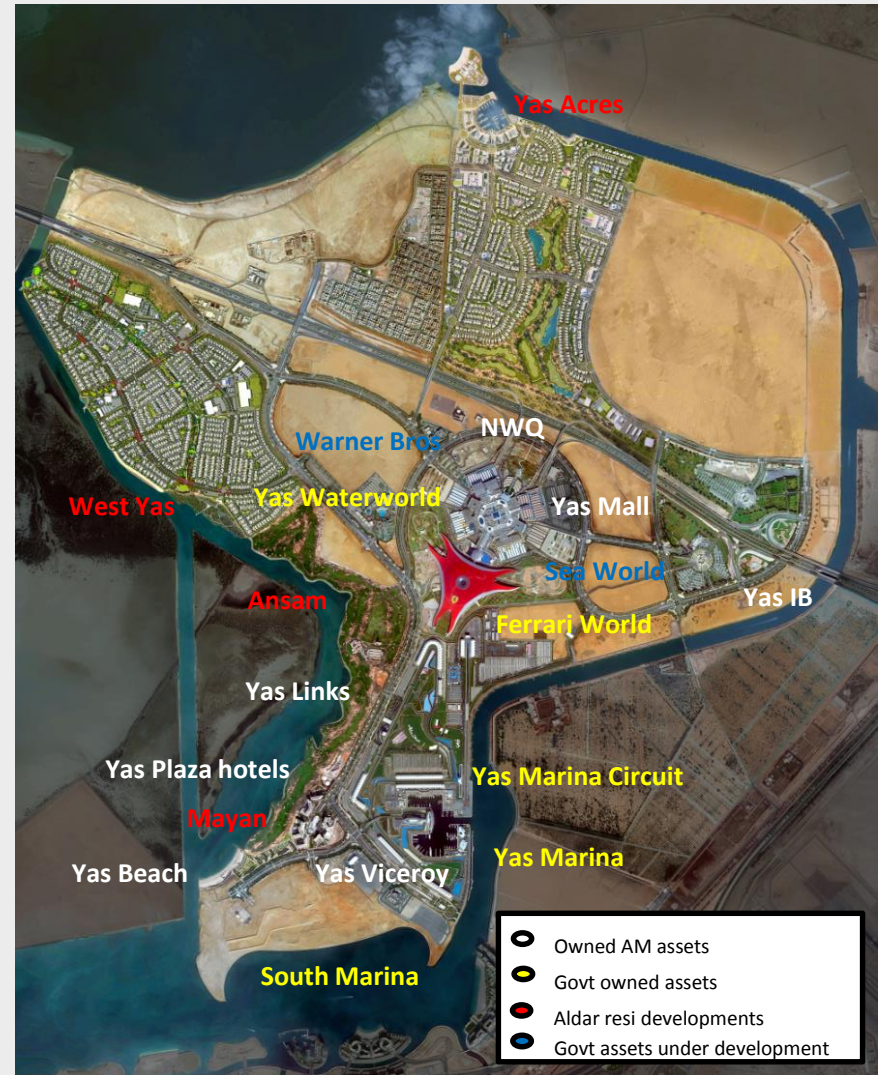 Yas Acres
NWQ
Warner Bros
Yas Waterworld
Yas Mall
West Yas
Sea World
Ansam
Yas IB
Ferrari World
Yas Links
Yas Plaza hotels
Yas Marina Circuit
Mayan
Yas Marina
Yas Beach
Yas Viceroy
South Marina
Owned AM assets
Govt owned assets
Aldar resi developments
Govt assets under development